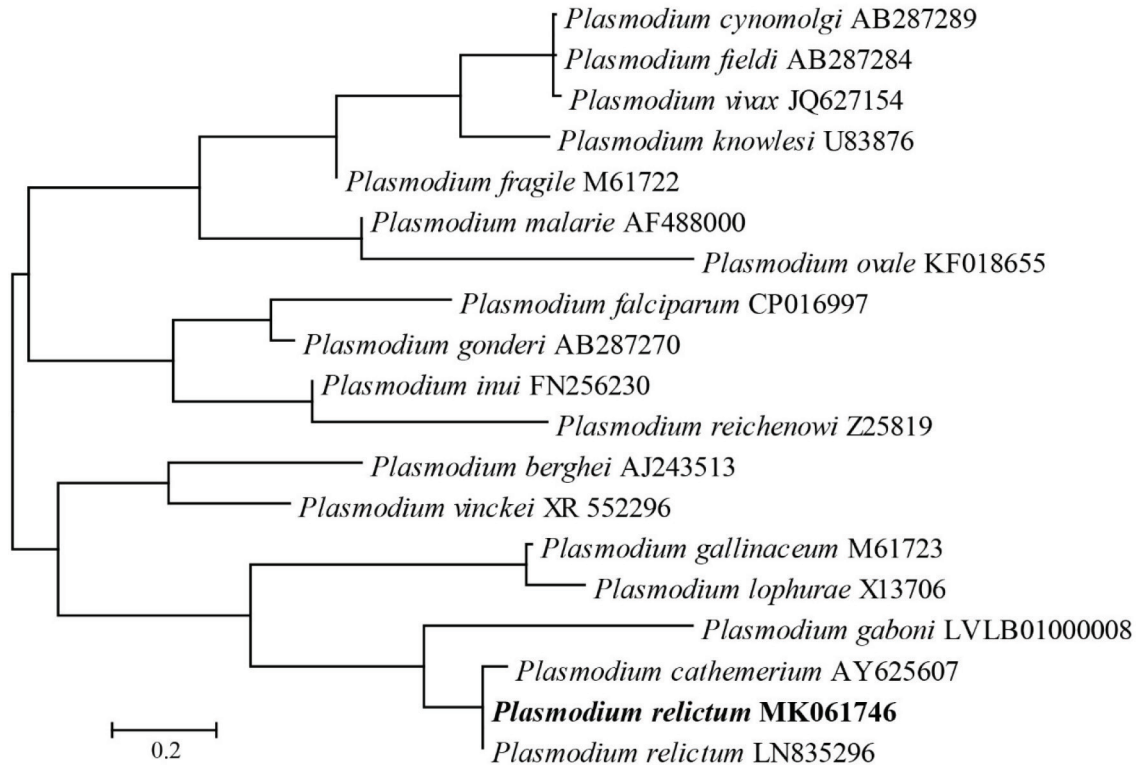 Plasmodium cynomolgi AB287289
Plasmodium fieldi AB287284
Plasmodium vivax JQ627154
Plasmodium knowlesi U83876
Plasmodium fragile M61722
Plasmodium malarie AF488000
Plasmodium ovale KF018655
Plasmodium falciparum CP016997
Plasmodium gonderi AB287270
Plasmodium inui FN256230
Plasmodium reichenowi Z25819
Plasmodium berghei AJ243513
Plasmodium vinckei XR 552296
Plasmodium gallinaceum M61723
Plasmodium lophurae X13706
Plasmodium gaboni LVLB01000008
Plasmodium cathemerium AY625607
Plasmodium relictum MK061746
Plasmodium relictum LN835296
0.2